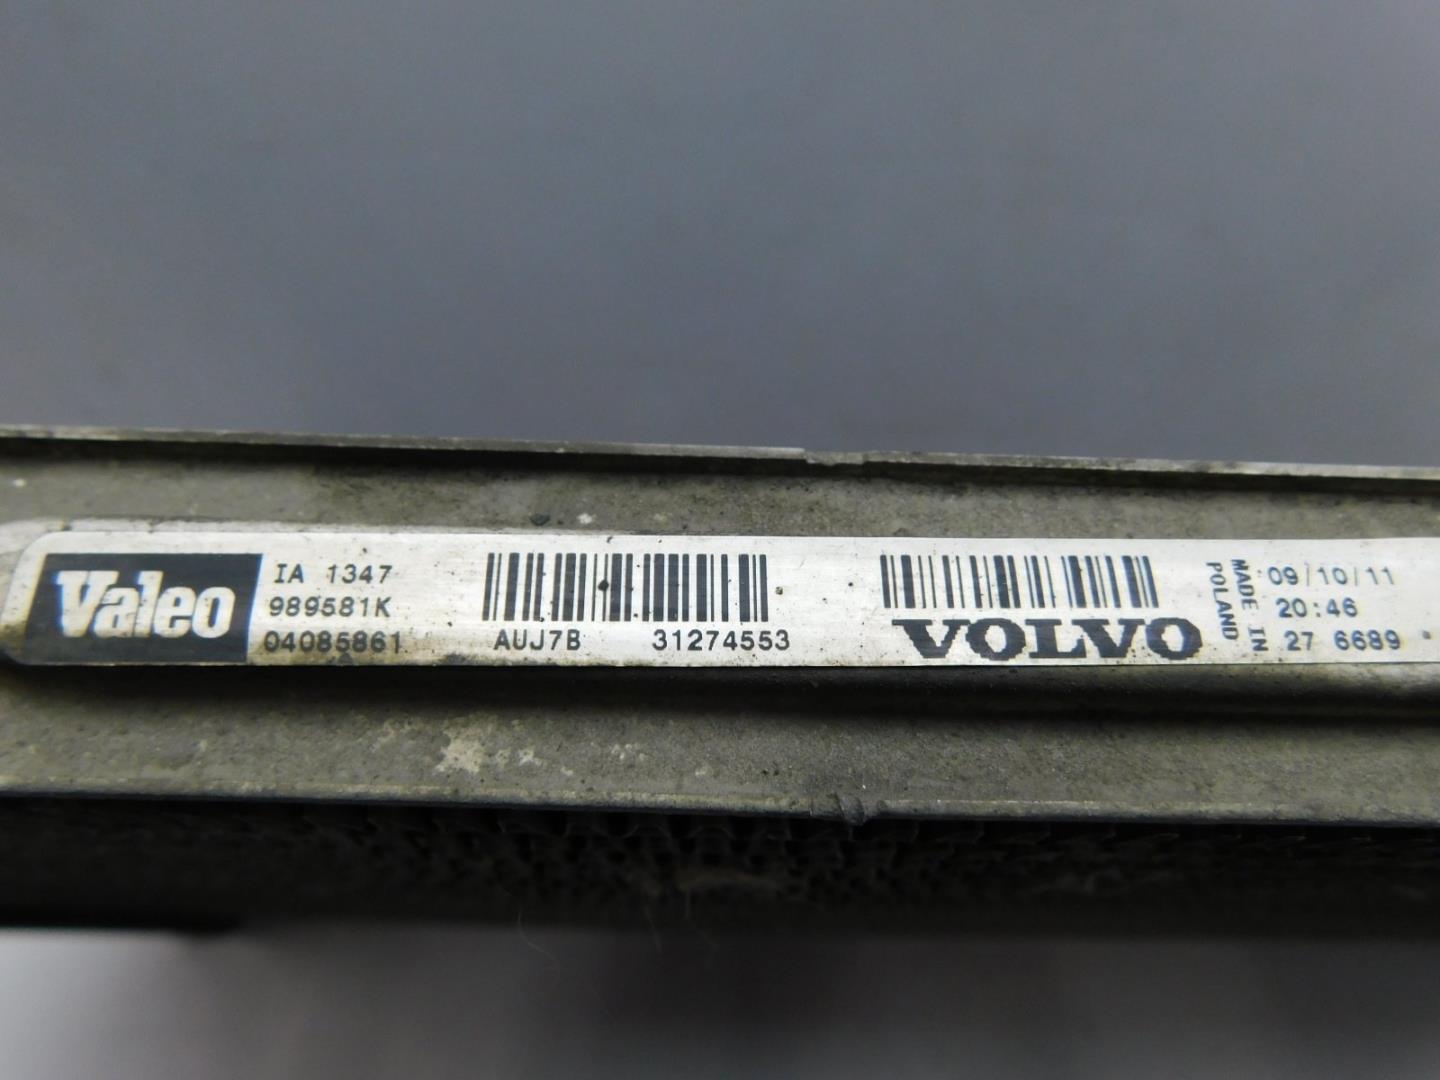 Valeo
IA 1347
989581K
04085861
AUJ7B 31274553
VOLVO
MADE IN
POLAND
09/10/11
20:46
27 6689